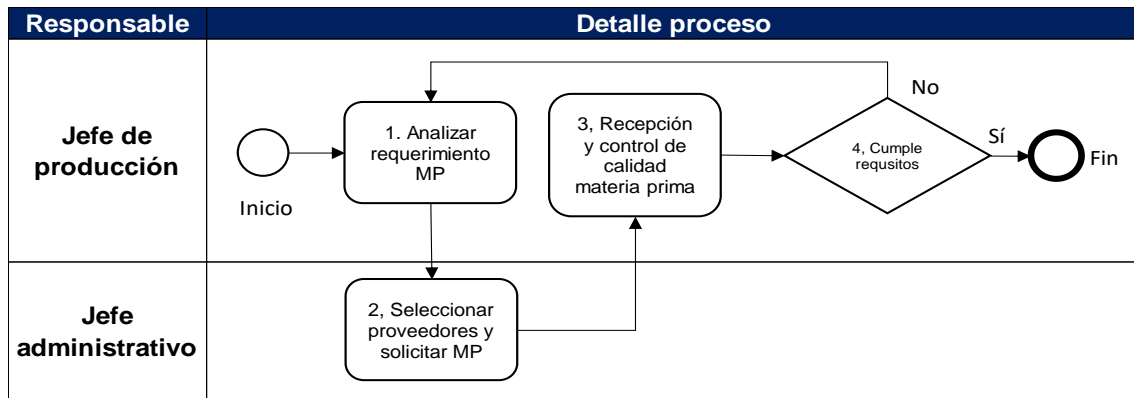 Responsable
Detalle proceso
Jefe de
producción
Inicio
1. Analizar
requerimiento
MP
3, Recepción
y control de
calidad
materia prima
4, Cumple
requsitos
No
Sí
Fin
Jefe
administrativo
2, Seleccionar
proveedores y
solicitar MP